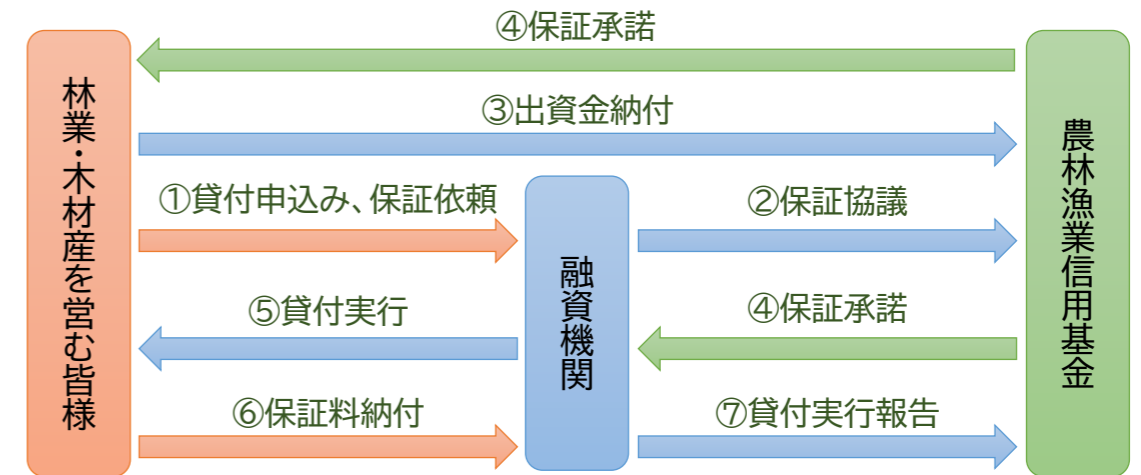 ④保証承諾
③出資金納付
①貸付申込み、保証依頼
②保証協議
⑤貸付実行
④保証承諾
⑥保証料納付
⑦貸付実行報告
林業・木材産を営む皆様
融資機関
農林漁業信用基金